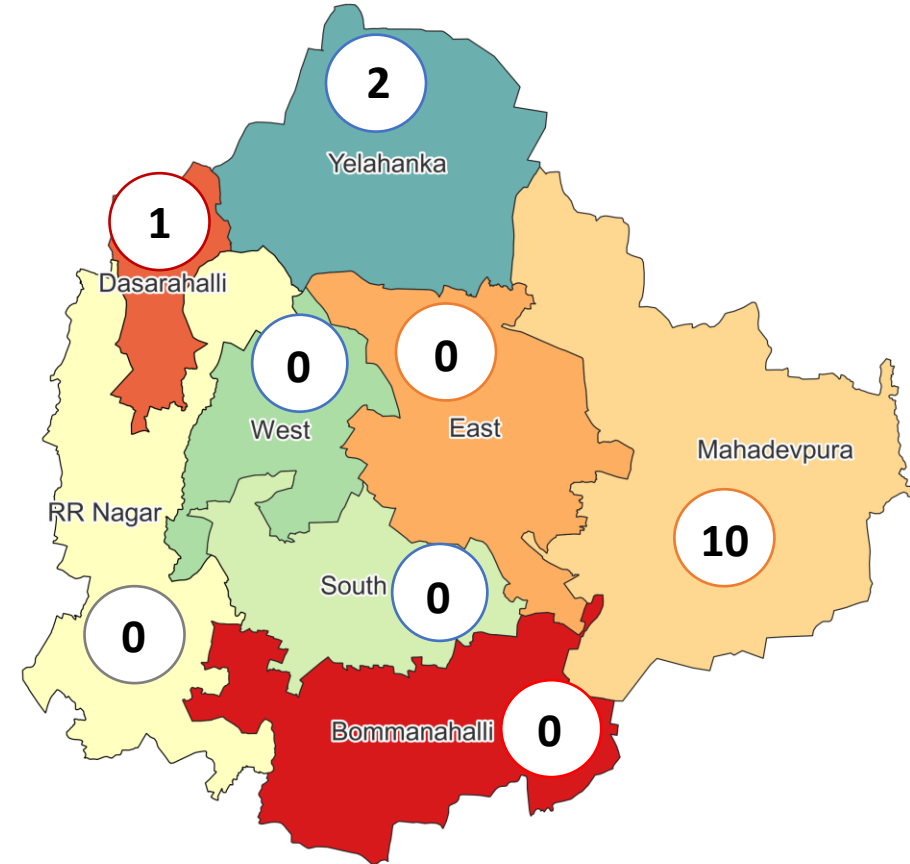 2
Yelahanka
1
Dasarahalli
0
West
0
East
Mahadevpura
10
RR Nagar
0
South
0
Bommanahalli
0